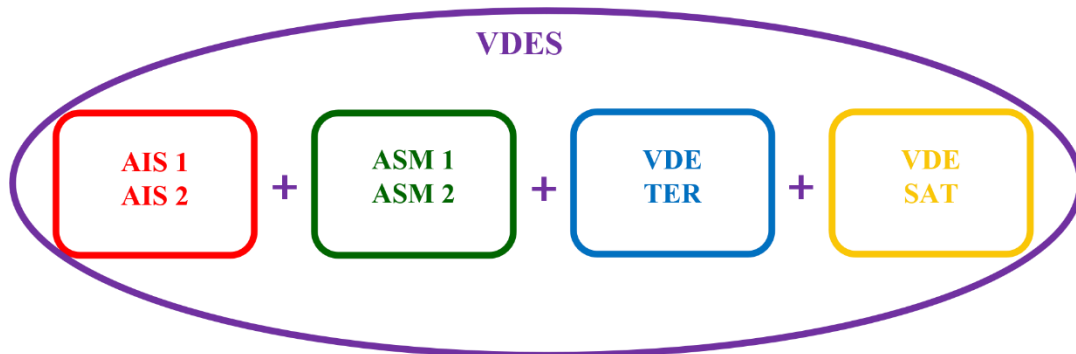 VDES
AIS 1
AIS 2
+
ASM 1
ASM 2
+
VDE
TER
+
VDE
SAT